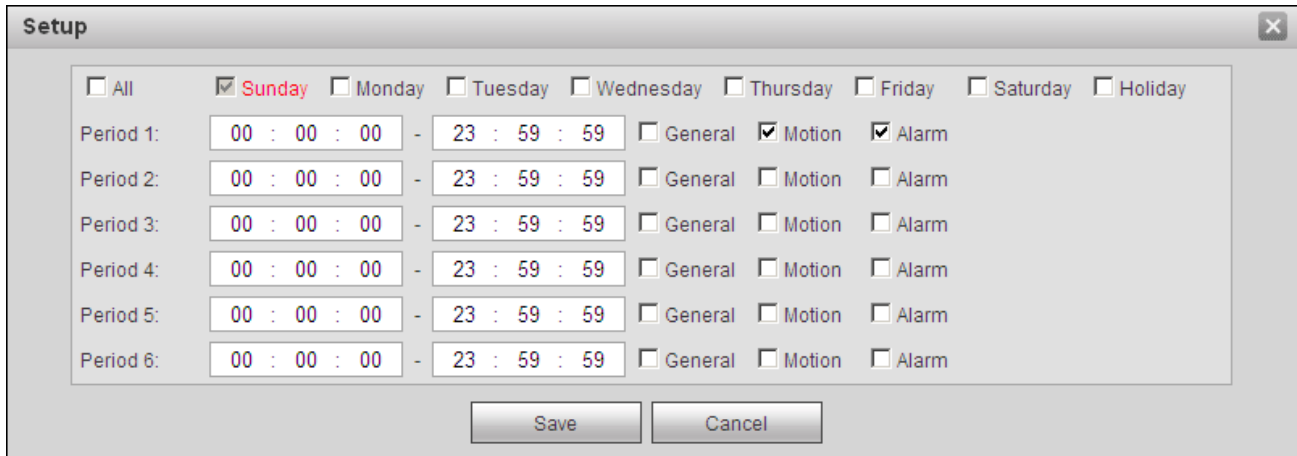 Setup
All Sunday Monday Tuesday Wednesday Thursday Friday Saturday Holiday
Period 1: 00 : 00 : 00 - 23 : 59 : 59 General Motion Alarm
Period 2: 00 : 00 : 00 - 23 : 59 : 59 General Motion Alarm
Period 3: 00 : 00 : 00 - 23 : 59 : 59 General Motion Alarm
Period 4: 00 : 00 : 00 - 23 : 59 : 59 General Motion Alarm
Period 5: 00 : 00 : 00 - 23 : 59 : 59 General Motion Alarm
Period 6: 00 : 00 : 00 - 23 : 59 : 59 General Motion Alarm
Save Cancel